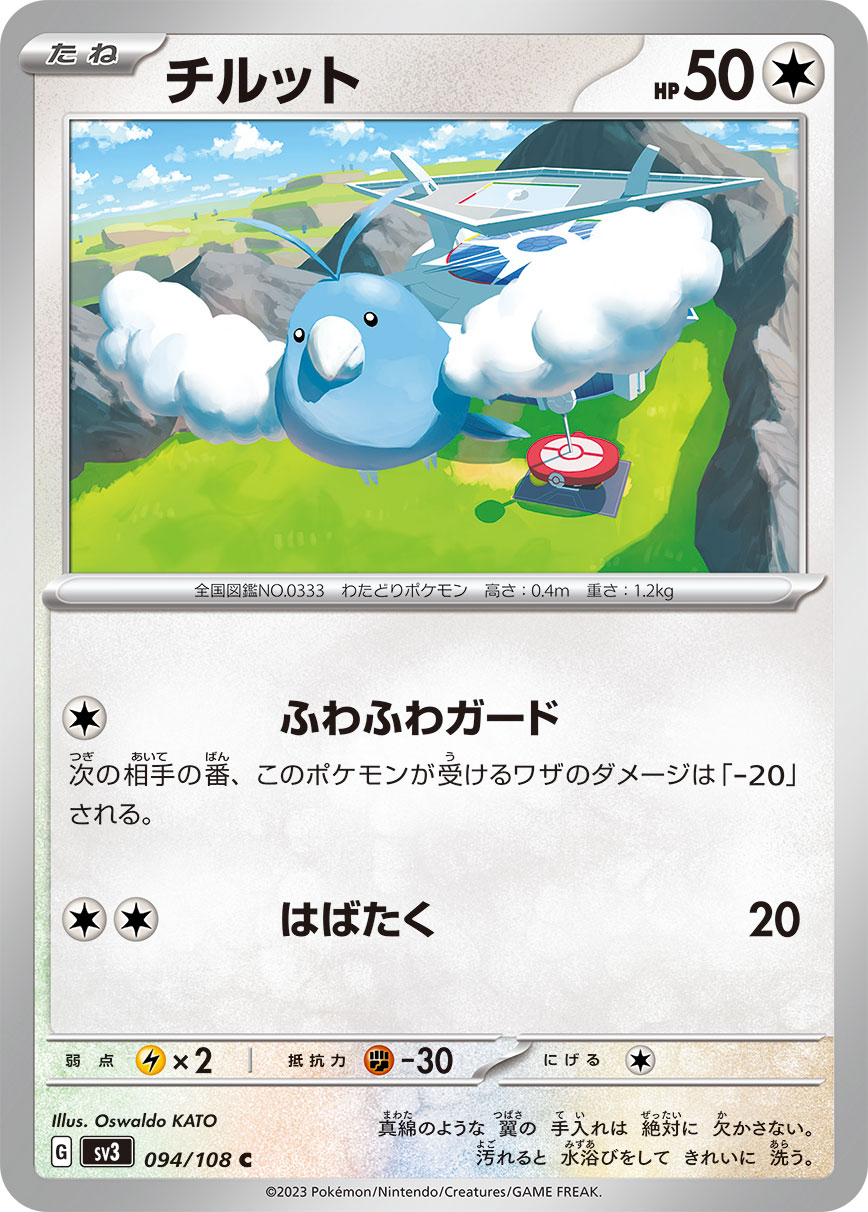 たね
チルット
HP 50
全国図鑑NO.0333 わたどりポケモン 高さ：0.4m 重さ：1.2kg
ふわふわガード
次の相手の番、このポケモンが受けるワザのダメージは「-20」
される。
はばたく 20
弱点 ×2 抵抗力 -30 にげる
Illus. Oswaldo KATO
真綿のような 翼の 手入れは 絶対に 欠かさない。
汚れると 水浴びをして きれいに 洗う。
G sv3 094/108 C
©2023 Pokémon/Nintendo/Creatures/GAME FREAK.